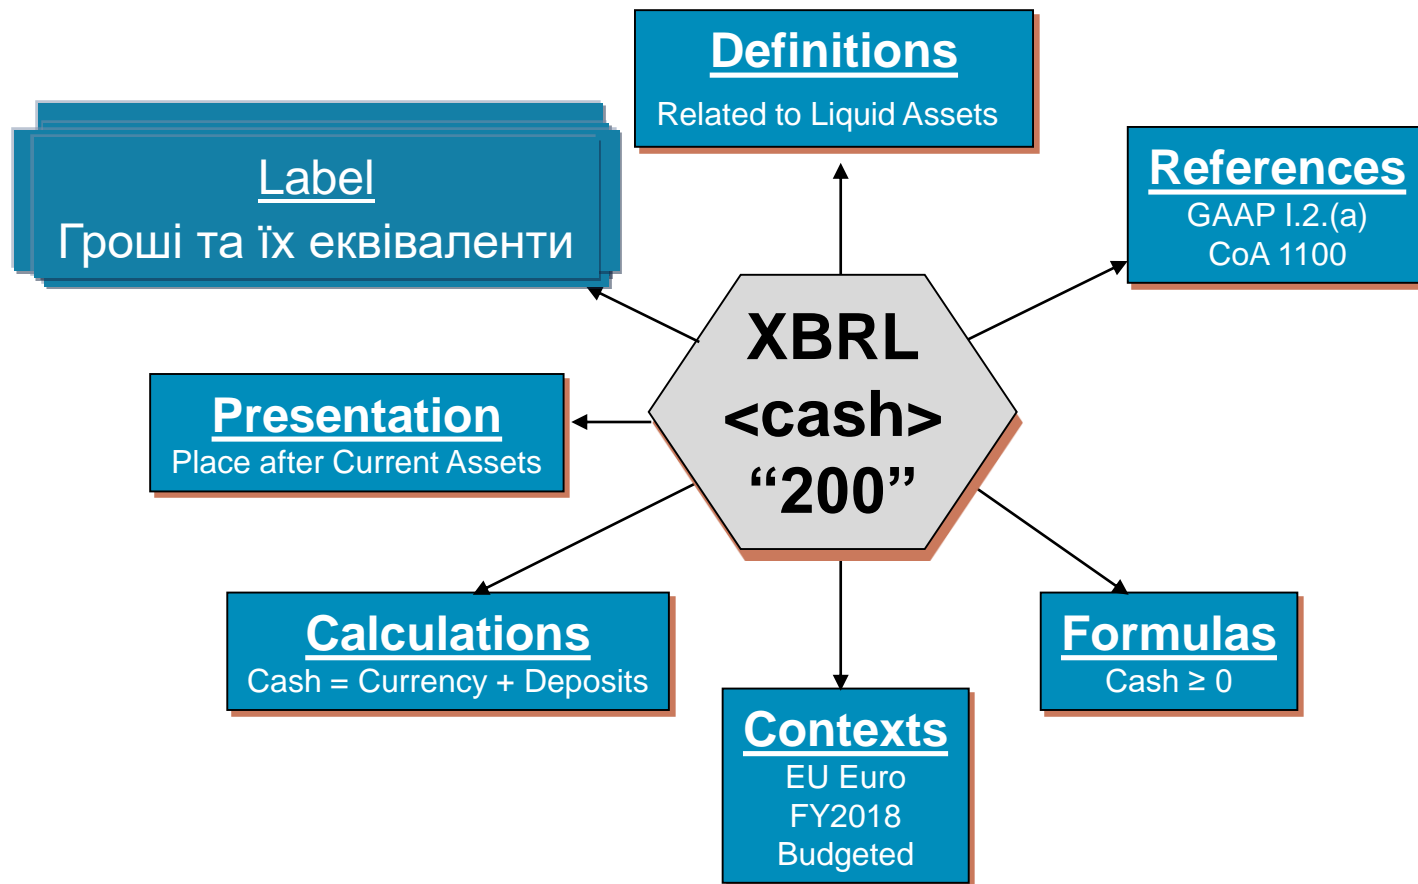 Definitions
Related to Liquid Assets
Label
Гроші та їх еквіваленти
References
GAAP I.2.(a)
CoA 1100
XBRL
<cash>
“200”
Presentation
Place after Current Assets
Calculations
Cash = Currency + Deposits
Formulas
Cash ≥ 0
Contexts
EU Euro
FY2018
Budgeted